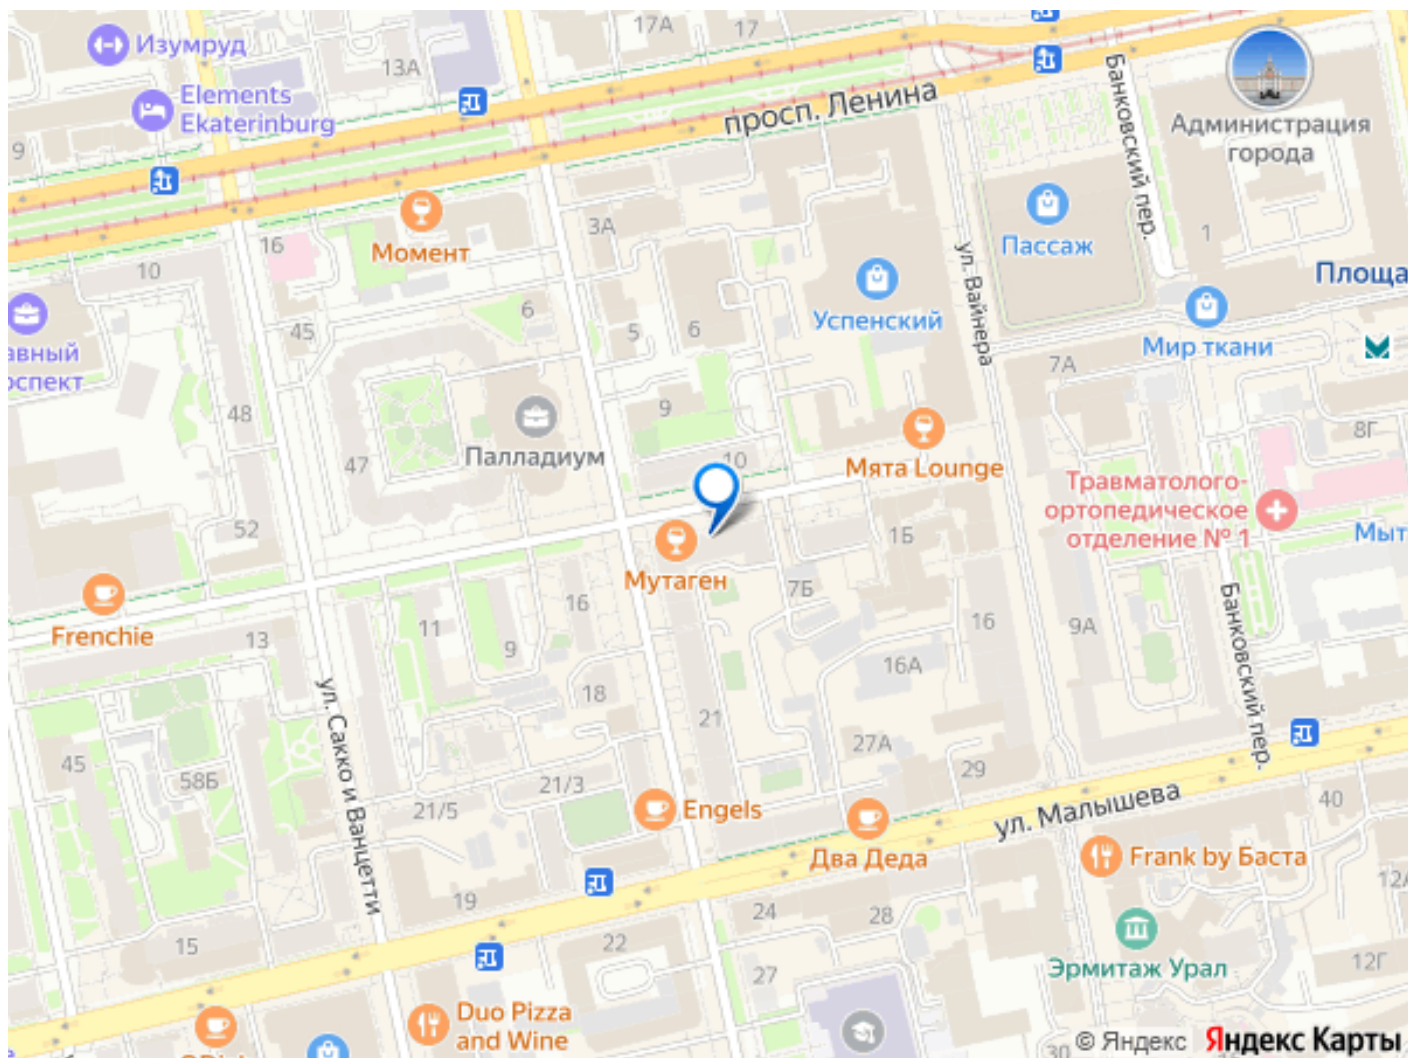 17А
17
Изумруд
13А
Elements
Ekaterinburg
9
просп. Ленина
Банковский пер.
Администрация
города
Момент
16
3А
Пассаж
1
10
ул. Вайнера
Площа
6
5
6
45
Успенский
Мир ткани
7А
авный
оспект
48
9
8Г
Палладиум
47
10
Мята Lounge
Травматолого-
ортопедическое
отделение № 1
52
1Б
Мыт
Мутаген
7Б
Frenchie
16
11
13
9
16
9А
Банковский пер.
16А
ул. Сакко и Ванцетти
18
21
27А
29
45
58Б
21/3
21/5
Engels
ул. Малышева
40
Два Деда
Frank by Баста
12А
19
24
28
15
22
27
Эрмитаж Урал
12Г
Duo Pizza
and Wine
30
© Яндекс Яндекс Карты